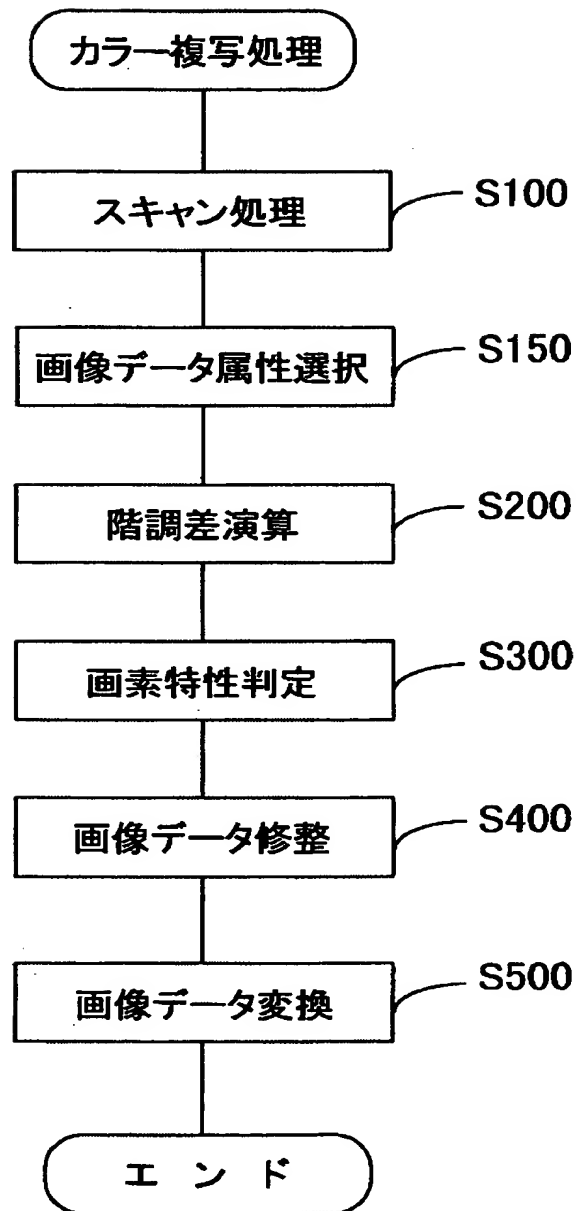 カラー複写処理
スキャン処理
S100
画像データ属性選択
S150
階調差演算
S200
画素特性判定
S300
画像データ修整
S400
画像データ変換
S500
エンド